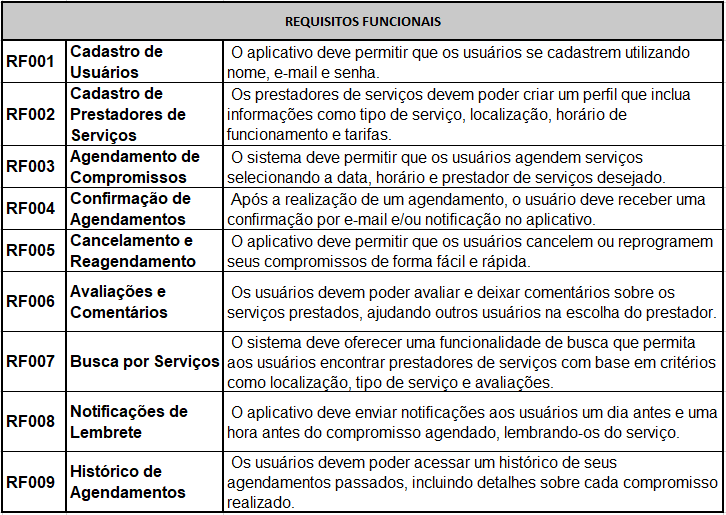 REQUISITOS FUNCIONAIS
RF001
Cadastro de
Usuários
O aplicativo deve permitir que os usuários se cadastrem utilizando
nome, e-mail e senha.
RF002
Cadastro de
Prestadores de
Serviços
Os prestadores de serviços devem poder criar um perfil que inclua
informações como tipo de serviço, localização, horário de
funcionamento e tarifas.
RF003
Agendamento de
Compromissos
O sistema deve permitir que os usuários agendem serviços
selecionando a data, horário e prestador de serviços desejado.
RF004
Confirmação de
Agendamentos
Após a realização de um agendamento, o usuário deve receber uma
confirmação por e-mail e/ou notificação no aplicativo.
RF005
Cancelamento e
Reagendamento
O aplicativo deve permitir que os usuários cancelem ou reprogramem
seus compromissos de forma fácil e rápida.
RF006
Avaliações e
Comentários
Os usuários devem poder avaliar e deixar comentários sobre os
serviços prestados, ajudando outros usuários na escolha do prestador.
RF007
Busca por Serviços
O sistema deve oferecer uma funcionalidade de busca que permita
aos usuários encontrar prestadores de serviços com base em critérios
como localização, tipo de serviço e avaliações.
RF008
Notificações de
Lembrete
O aplicativo deve enviar notificações aos usuários um dia antes e uma
hora antes do compromisso agendado, lembrando-os do serviço.
RF009
Histórico de
Agendamentos
Os usuários devem poder acessar um histórico de seus
agendamentos passados, incluindo detalhes sobre cada compromisso
realizado.